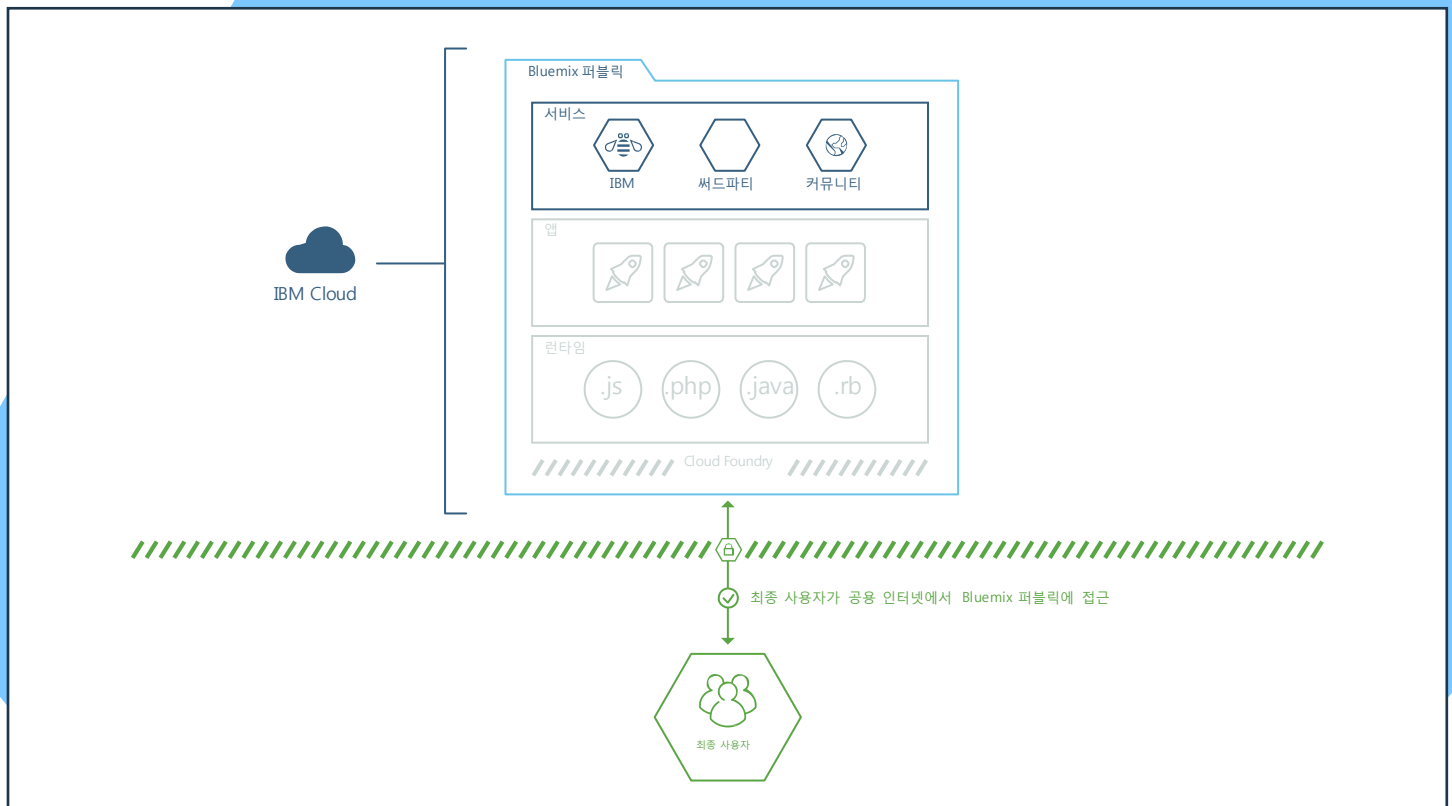 Bluemix 퍼블릭
서비스
IBM
써드파티
커뮤니티
앱
IBM Cloud
런타임
.js
.php
.java
.rb
Cloud Foundry
최종 사용자가 공용 인터넷에서 Bluemix 퍼블릭에 접근
최종 사용자